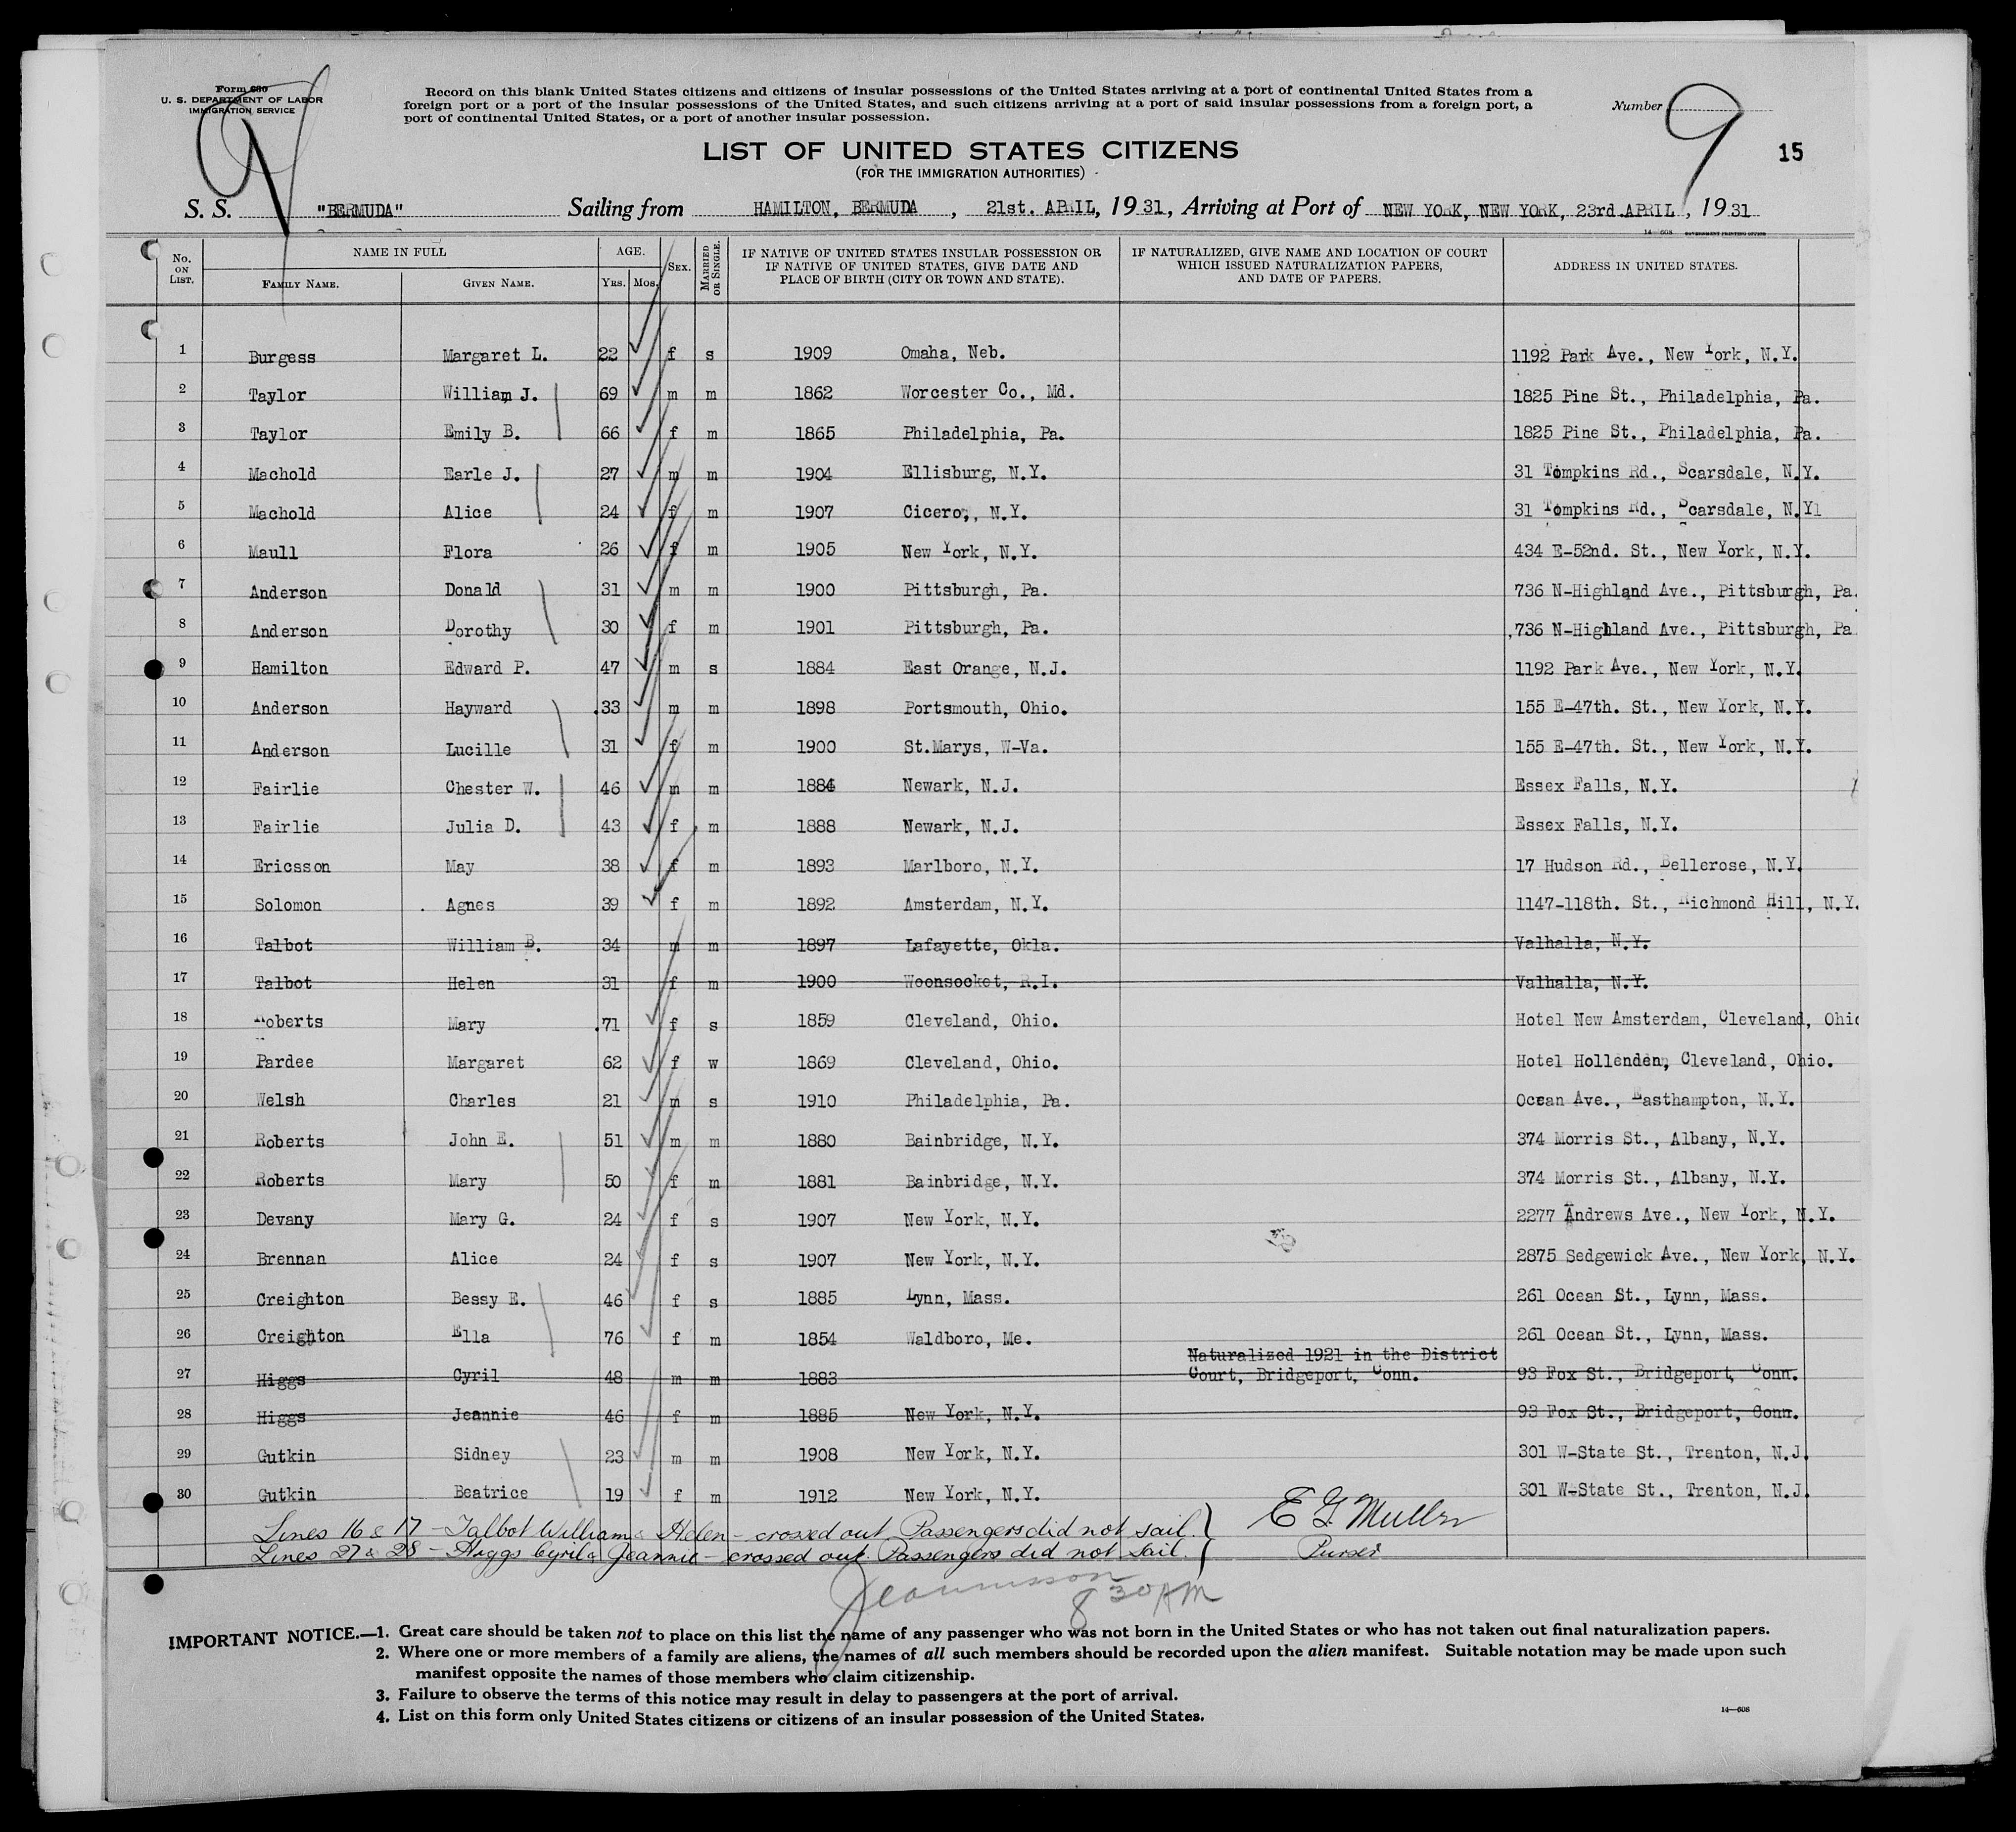 Form 630
U. S. DEPARTMENT OF LABOR
IMMIGRATION SERVICE
Record on this blank United States citizens and citizens of insular possessions of the United States arriving at a port of continental United States from a
foreign port or a port of the insular possessions of the United States, and such citizens arriving at a port of said insular possessions from a foreign port, a
port of continental United States, or a port of another insular possession.
Number
9
9
15
LIST OF UNITED STATES CITIZENS
(FOR THE IMMIGRATION AUTHORITIES)
S. S. "BERMUDA" Sailing from HAMILTON, BERMUDA, 21st. APRIL, 1931, Arriving at Port of NEW YORK, NEW YORK, 23rd.APRIL, 1931
14—608 GOVERNMENT PRINTING OFFICE
No. ON LIST. NAME IN FULL FAMILY NAME. GIVEN NAME. AGE. YRS. MOS. SEX. MARRIED OR SINGLE. IF NATIVE OF UNITED STATES INSULAR POSSESSION OR IF NATIVE OF UNITED STATES, GIVE DATE AND PLACE OF BIRTH (CITY OR TOWN AND STATE). IF NATURALIZED, GIVE NAME AND LOCATION OF COURT WHICH ISSUED NATURALIZATION PAPERS, AND DATE OF PAPERS. ADDRESS IN UNITED STATES.
1 Burgess Margaret L. 22 f s 1909 Omaha, Neb. 1192 Park Ave., New York, N.Y.
2 Taylor William J. 69 m m 1862 Worcester Co., Md. 1825 Pine St., Philadelphia, Pa.
3 Taylor Emily B. 66 f m 1865 Philadelphia, Pa. 1825 Pine St., Philadelphia, Pa.
4 Machold Earle J. 27 m m 1904 Ellisburg, N.Y. 31 Tompkins Rd., Scarsdale, N.Y.
5 Machold Alice 24 f m 1907 Cicero,, N.Y. 31 Tompkins Rd., Scarsdale, N.Y.
6 Maull Flora 26 f m 1905 New York, N.Y. 434 E-52nd. St., New York, N.Y.
7 Anderson Donald 31 m m 1900 Pittsburgh, Pa. 736 N-Highland Ave., Pittsburgh, Pa.
8 Anderson Dorothy 30 f m 1901 Pittsburgh, Pa. 736 N-Highland Ave., Pittsburgh, Pa
9 Hamilton Edward P. 47 m s 1884 East Orange, N.J. 1192 Park Ave., New York, N.Y.
10 Anderson Hayward 33 m m 1898 Portsmouth, Ohio. 155 E-47th. St., New York, N.Y.
11 Anderson Lucille 31 f m 1900 St.Marys, W-Va. 155 E-47th. St., New York, N.Y.
12 Fairlie Chester W. 46 m m 1884 Newark, N.J. Essex Falls, N.Y.
13 Fairlie Julia D. 43 f m 1888 Newark, N.J. Essex Falls, N.Y.
14 Ericsson May 38 f m 1893 Marlboro, N.Y. 17 Hudson Rd., Bellerose, N.Y.
15 Solomon Agnes 39 f m 1892 Amsterdam, N.Y. 1147-118th. St., Richmond Hill, N.Y.
16 Talbot William B. 34 m m 1897 Lafayette, Okla. Valhalla, N.Y.
17 Talbot Helen 31 f m 1900 Woonsocket, R.I. Valhalla, N.Y.
18 Roberts Mary 71 f s 1859 Cleveland, Ohio. Hotel New Amsterdam, Cleveland, Ohio
19 Pardee Margaret 62 f w 1869 Cleveland, Ohio. Hotel Hollenden, Cleveland, Ohio.
20 Welsh Charles 21 m s 1910 Philadelphia, Pa. Ocean Ave., Easthampton, N.Y.
21 Roberts John E. 51 m m 1880 Bainbridge, N.Y. 374 Morris St., Albany, N.Y.
22 Roberts Mary 50 f m 1881 Bainbridge, N.Y. 374 Morris St., Albany, N.Y.
23 Devany Mary G. 24 f s 1907 New York, N.Y. 2277 Andrews Ave., New York, N.Y.
24 Brennan Alice 24 f s 1907 New York, N.Y. 2875 Sedgewick Ave., New York, N.Y.
25 Creighton Bessy E. 46 f s 1885 Lynn, Mass. 261 Ocean St., Lynn, Mass.
26 Creighton Ella 76 f m 1854 Waldboro, Me. 261 Ocean St., Lynn, Mass.
Naturalized 1921 in the District
27 Higgs Cyril 48 m m 1883 Court, Bridgeport, Conn. 93 Fox St., Bridgeport, Conn.
28 Higgs Jeannie 46 f m 1885 New York, N.Y. 93 Fox St., Bridgeport, Conn.
29 Gutkin Sidney 23 m m 1908 New York, N.Y. 301 W-State St., Trenton, N.J.
30 Gutkin Beatrice 19 f m 1912 New York, N.Y. 301 W-State St., Trenton, N.J.
Lines 16 & 17 – Talbot William & Helen – crossed out Passengers did not sail. E G Muller
Lines 27 & 28 – Higgs Cyril & Jeannie – crossed out. Passengers did not sail. Purser
8 30 AM
IMPORTANT NOTICE.—1. Great care should be taken not to place on this list the name of any passenger who was not born in the United States or who has not taken out final naturalization papers.
2. Where one or more members of a family are aliens, the names of all such members should be recorded upon the alien manifest. Suitable notation may be made upon such
manifest opposite the names of those members who claim citizenship.
3. Failure to observe the terms of this notice may result in delay to passengers at the port of arrival.
4. List on this form only United States citizens or citizens of an insular possession of the United States.
14—608